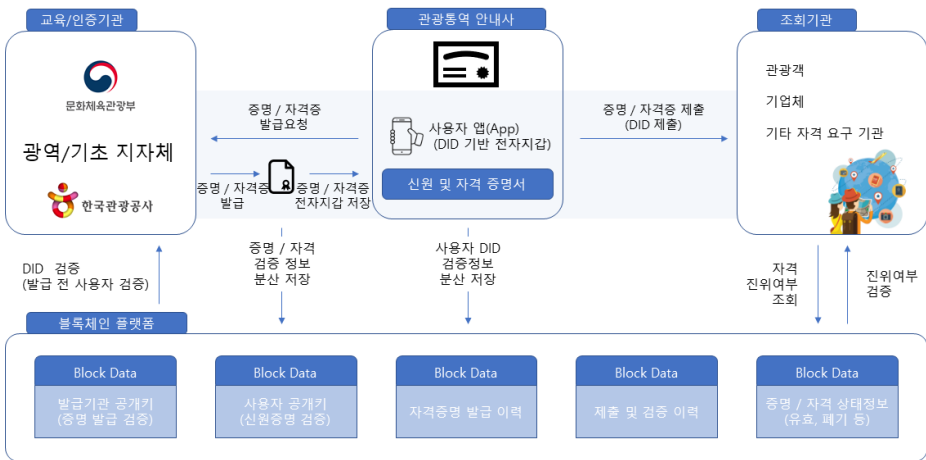 교육/인증기관
문화체육관광부
광역/기초 지자체
한국관광공사
관광통역 안내사
사용자 앱(App)
(DID 기반 전자지갑)
신원 및 자격 증명서
조회기관
관광객
기업체
기타 자격 요구 기관
증명 / 자격증
발급요청
증명 / 자격증
발급
증명 / 자격증
전자지갑 저장
증명 / 자격증 제출
(DID 제출)
DID 검증
(발급 전 사용자 검증)
증명 / 자격
검증 정보
분산 저장
사용자 DID
검증정보
분산 저장
자격
진위여부
조회
진위여부
검증
블록체인 플랫폼
Block Data
발급기관 공개키
(증명 발급 검증)
Block Data
사용자 공개키
(신원증명 검증)
Block Data
자격증명 발급 이력
Block Data
제출 및 검증 이력
Block Data
증명 / 자격 상태정보
(유효, 폐기 등)